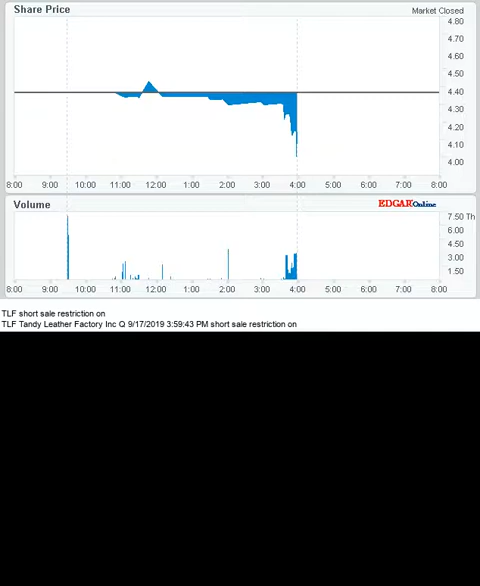 Share Price
Market Closed
4.80
4.70
4.60
4.50
4.40
4.30
4.20
4.10
4.00
8:00 9:00 10:00 11:00 12:00 1:00 2:00 3:00 4:00 5:00 6:00 7:00 8:00
Volume
EDGAR Online
7.50 Th
6.00
4.50
3.00
1.50
8:00 9:00 10:00 11:00 12:00 1:00 2:00 3:00 4:00 5:00 6:00 7:00 8:00
TLF short sale restriction on
TLF Tandy Leather Factory Inc Q 9/17/2019 3:59:43 PM short sale restriction on